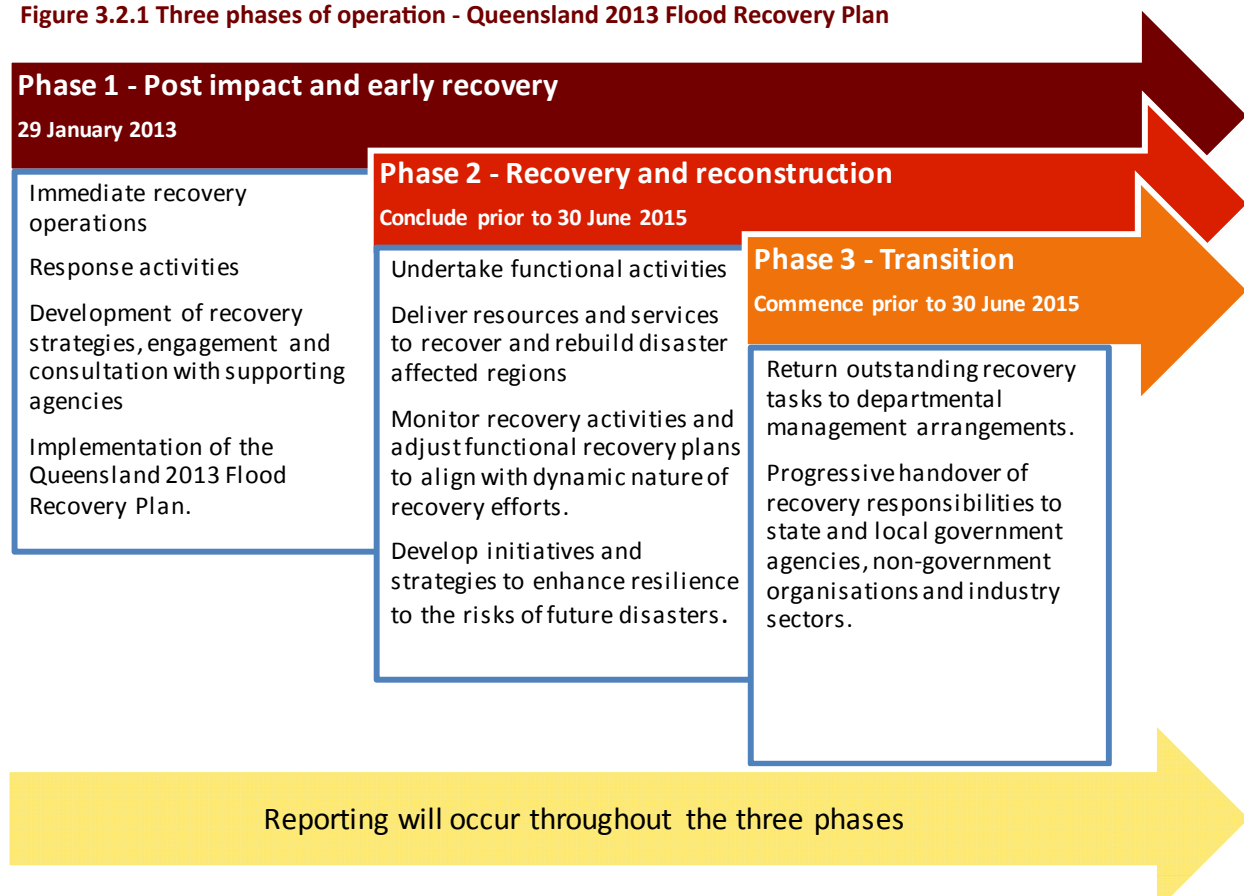 Figure 3.2.1 Three phases of operation - Queensland 2013 Flood Recovery Plan
Phase 1 - Post impact and early recovery
29 January 2013
Immediate recovery
operations
Response activities
Development of recovery
strategies, engagement and
consultation with supporting
agencies
Implementation of the
Queensland 2013 Flood
Recovery Plan.
Phase 2 - Recovery and reconstruction
Conclude prior to 30 June 2015
Undertake functional activities
Deliver resources and services
to recover and rebuild disaster
affected regions
Monitor recovery activities and
adjust functional recovery plans
to align with dynamic nature of
recovery efforts.
Develop initiatives and
strategies to enhance resilience
to the risks of future disasters.
Phase 3 - Transition
Commence prior to 30 June 2015
Return outstanding recovery
tasks to departmental
management arrangements.
Progressive handover of
recovery responsibilities to
state and local government
agencies, non-government
organisations and industry
sectors.
Reporting will occur throughout the three phases